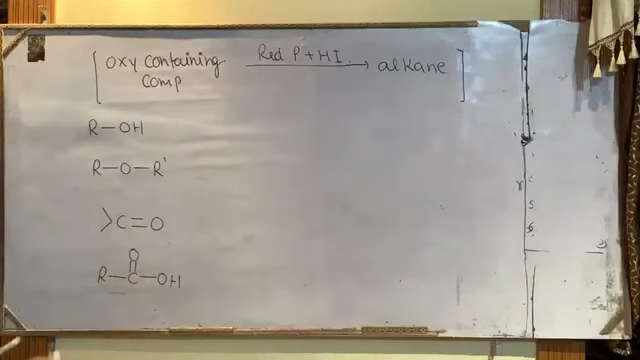 [oxy containing comp Red P + HI → alkane]
R-OH
R-O-R'
>C=O
O
||
R-C-OH